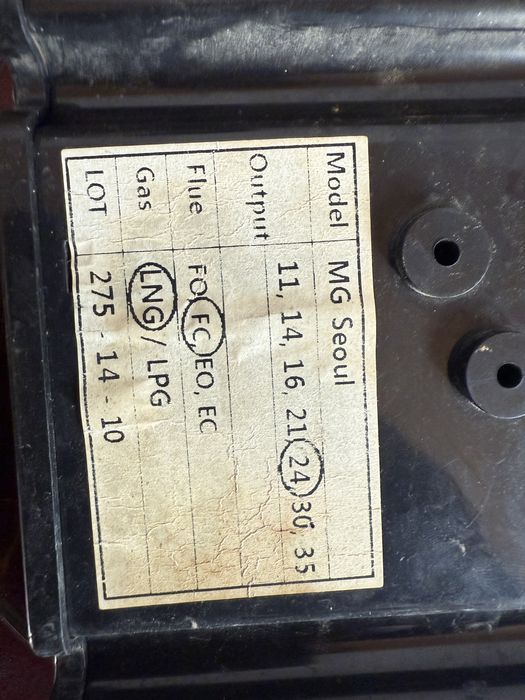 Model MG Seoul
Output 11, 14, 16, 21, 24, 30, 35
Flue FO, FC, EO, EC
Gas LNG / LPG
LOT 275 - 14 - 10